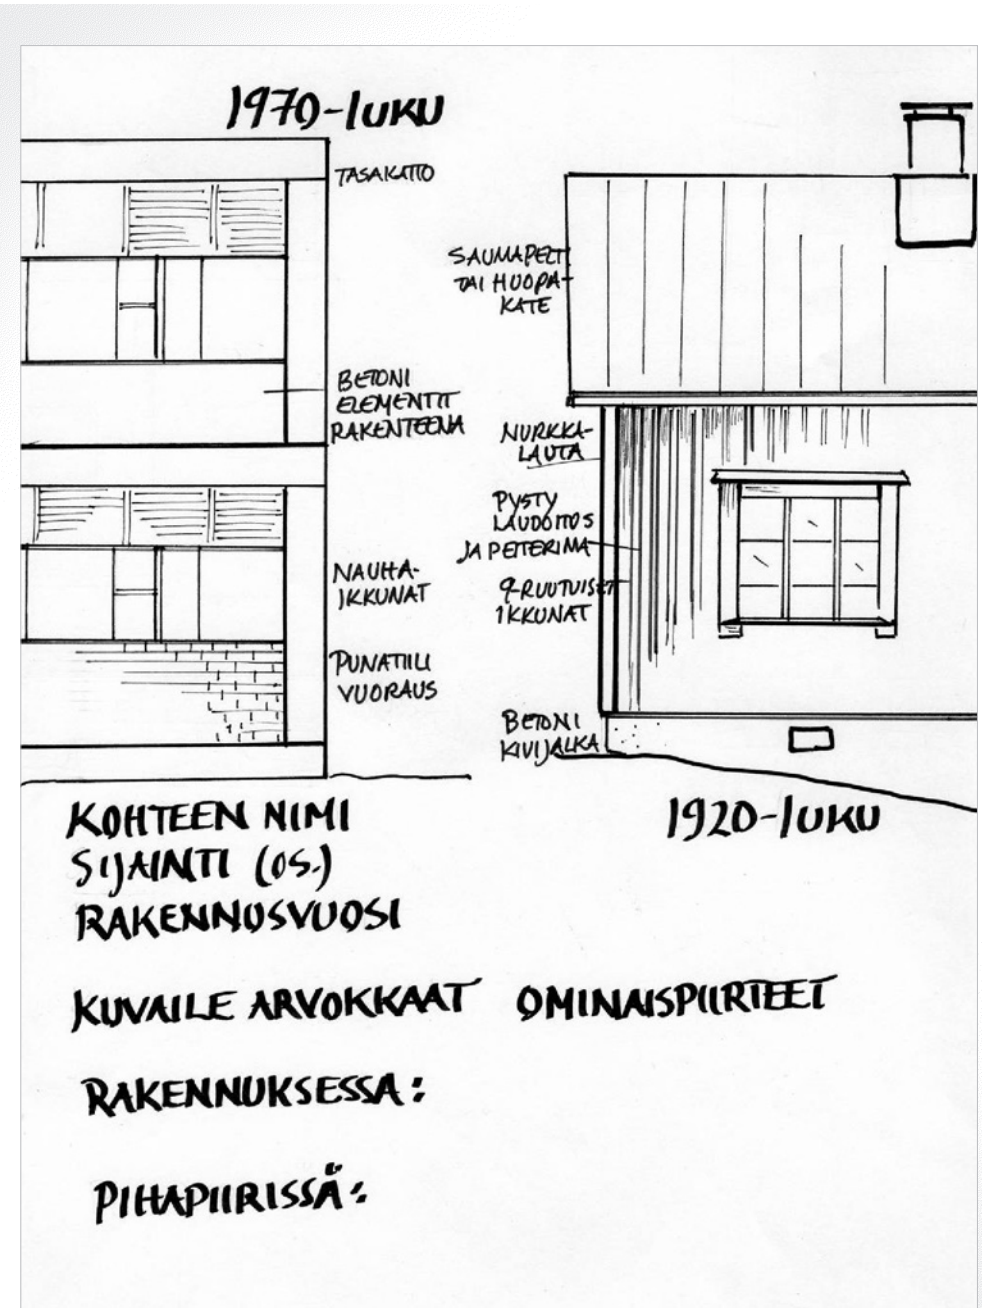 1970-luku
TASAKATTO
BETONI
ELEMENTIT
RAKENTEENA
NAUHA-
IKKUNAT
PUNATIILI
VUORAUS
SAUMAPELTI
TAI HUOPA-
KATE
NURKKA-
LAUTA
PYSTY
LAUDOITUS
JA PEITERIMA
9-RUUTUISET
IKKUNAT
BETONI
KIVIJALKA
1920-luku
KOHTEEN NIMI
SIJAINTI (OS.)
RAKENNUSVUOSI
KUVAILE ARVOKKAAT OMINAISPIIRTEET
RAKENNUKSESSA:
PIHAPIIRISSÄ: